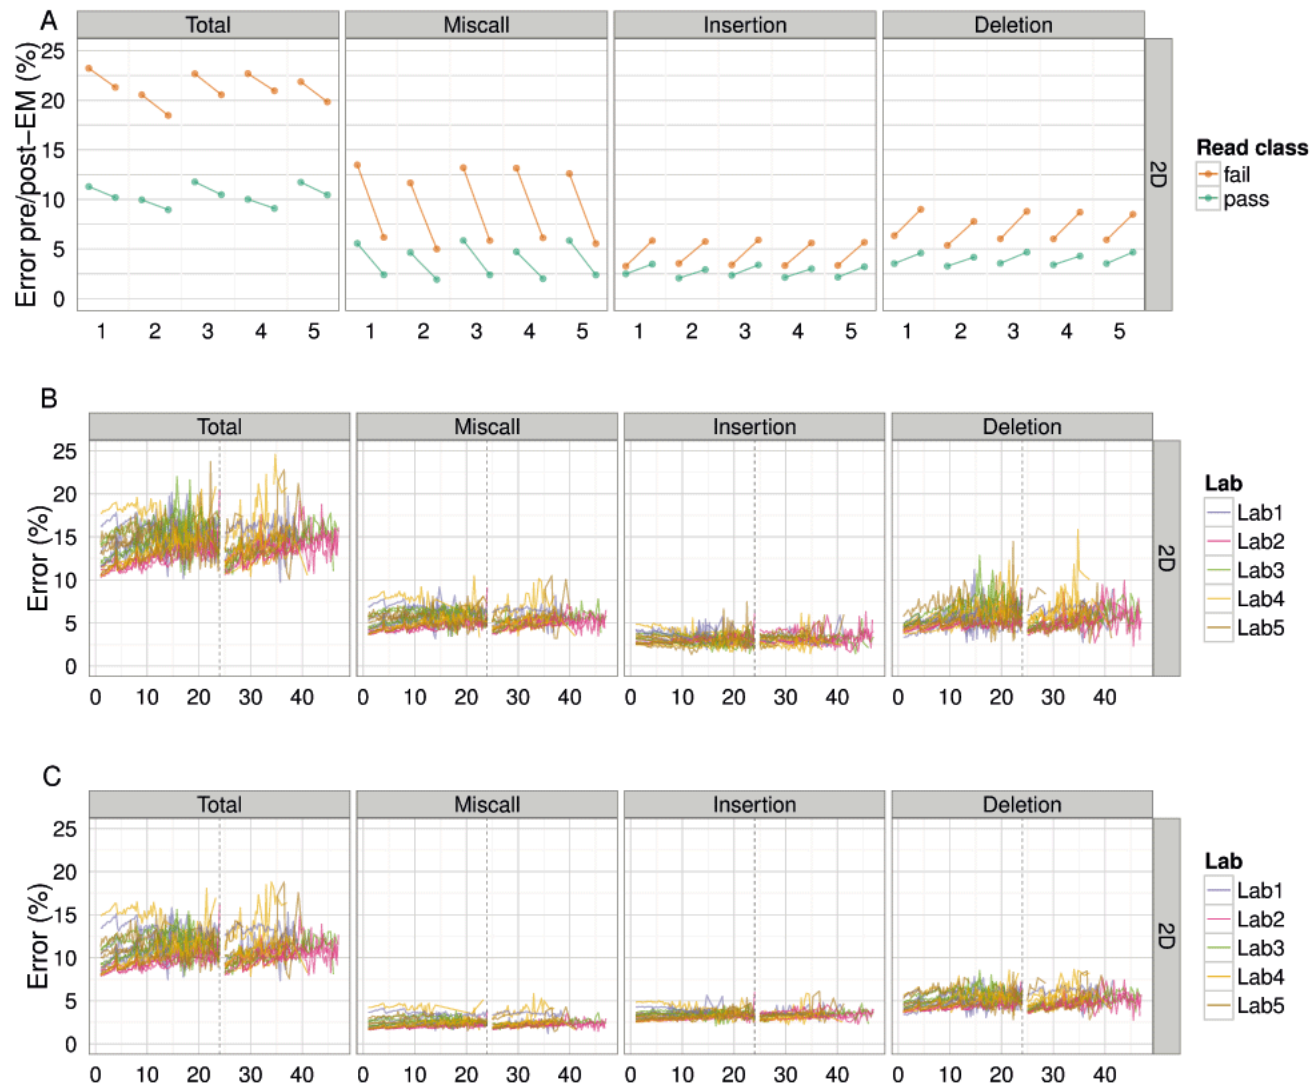 A
Total Miscall Insertion Deletion
Error pre/post−EM (%)
25
20
15
10
5
0
1 2 3 4 5 1 2 3 4 5 1 2 3 4 5 1 2 3 4 5
2D
Read class
fail
pass
B
Total Miscall Insertion Deletion
Error (%)
25
20
15
10
5
0
0 10 20 30 40 0 10 20 30 40 0 10 20 30 40 0 10 20 30 40
2D
Lab
Lab1
Lab2
Lab3
Lab4
Lab5
C
Total Miscall Insertion Deletion
Error (%)
25
20
15
10
5
0
0 10 20 30 40 0 10 20 30 40 0 10 20 30 40 0 10 20 30 40
2D
Lab
Lab1
Lab2
Lab3
Lab4
Lab5